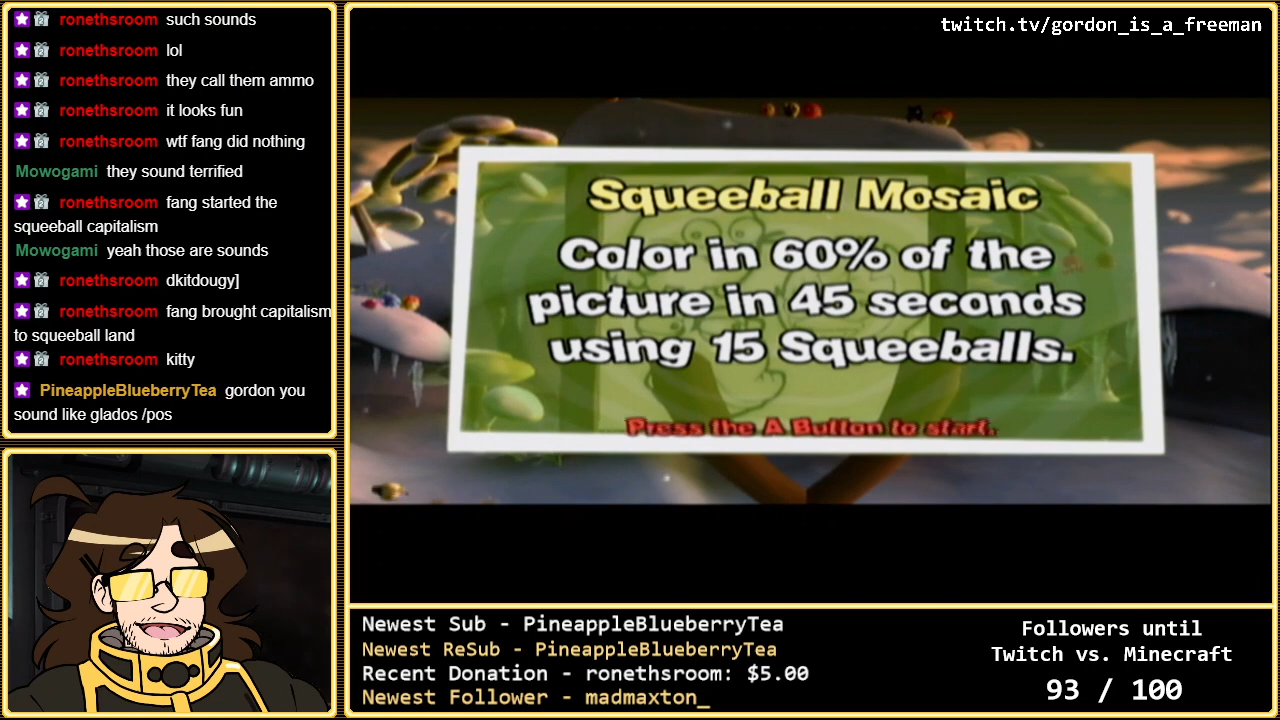 ronethsroom such sounds
ronethsroom lol
ronethsroom they call them ammo
ronethsroom it looks fun
ronethsroom wtf fang did nothing
Mowogami they sound terrified
ronethsroom fang started the
squeeball capitalism
Mowogami yeah those are sounds
ronethsroom dkitdougy]
ronethsroom fang brought capitalism
to squeeball land
ronethsroom kitty
PineappleBlueberryTea gordon you
sound like glados /pos
twitch.tv/gordon_is_a_freeman
Squeeball Mosaic
Color in 60% of the
picture in 45 seconds
using 15 Squeeballs.
Press the A Button to start.
Newest Sub - PineappleBlueberryTea
Newest ReSub - PineappleBlueberryTea
Recent Donation - ronethsroom: $5.00
Newest Follower - madmaxton_
Followers until
Twitch vs. Minecraft
93 / 100